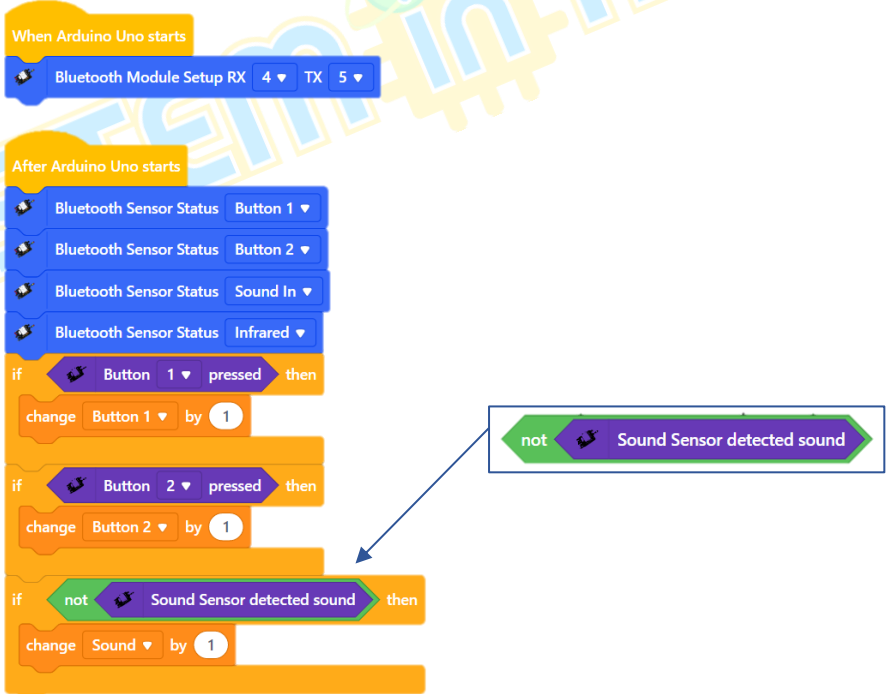 When Arduino Uno starts
Bluetooth Module Setup RX 4 TX 5
After Arduino Uno starts
Bluetooth Sensor Status Button 1
Bluetooth Sensor Status Button 2
Bluetooth Sensor Status Sound In
Bluetooth Sensor Status Infrared
if Button 1 pressed then
change Button 1 by 1
if Button 2 pressed then
change Button 2 by 1
if not Sound Sensor detected sound then
change Sound by 1
not Sound Sensor detected sound